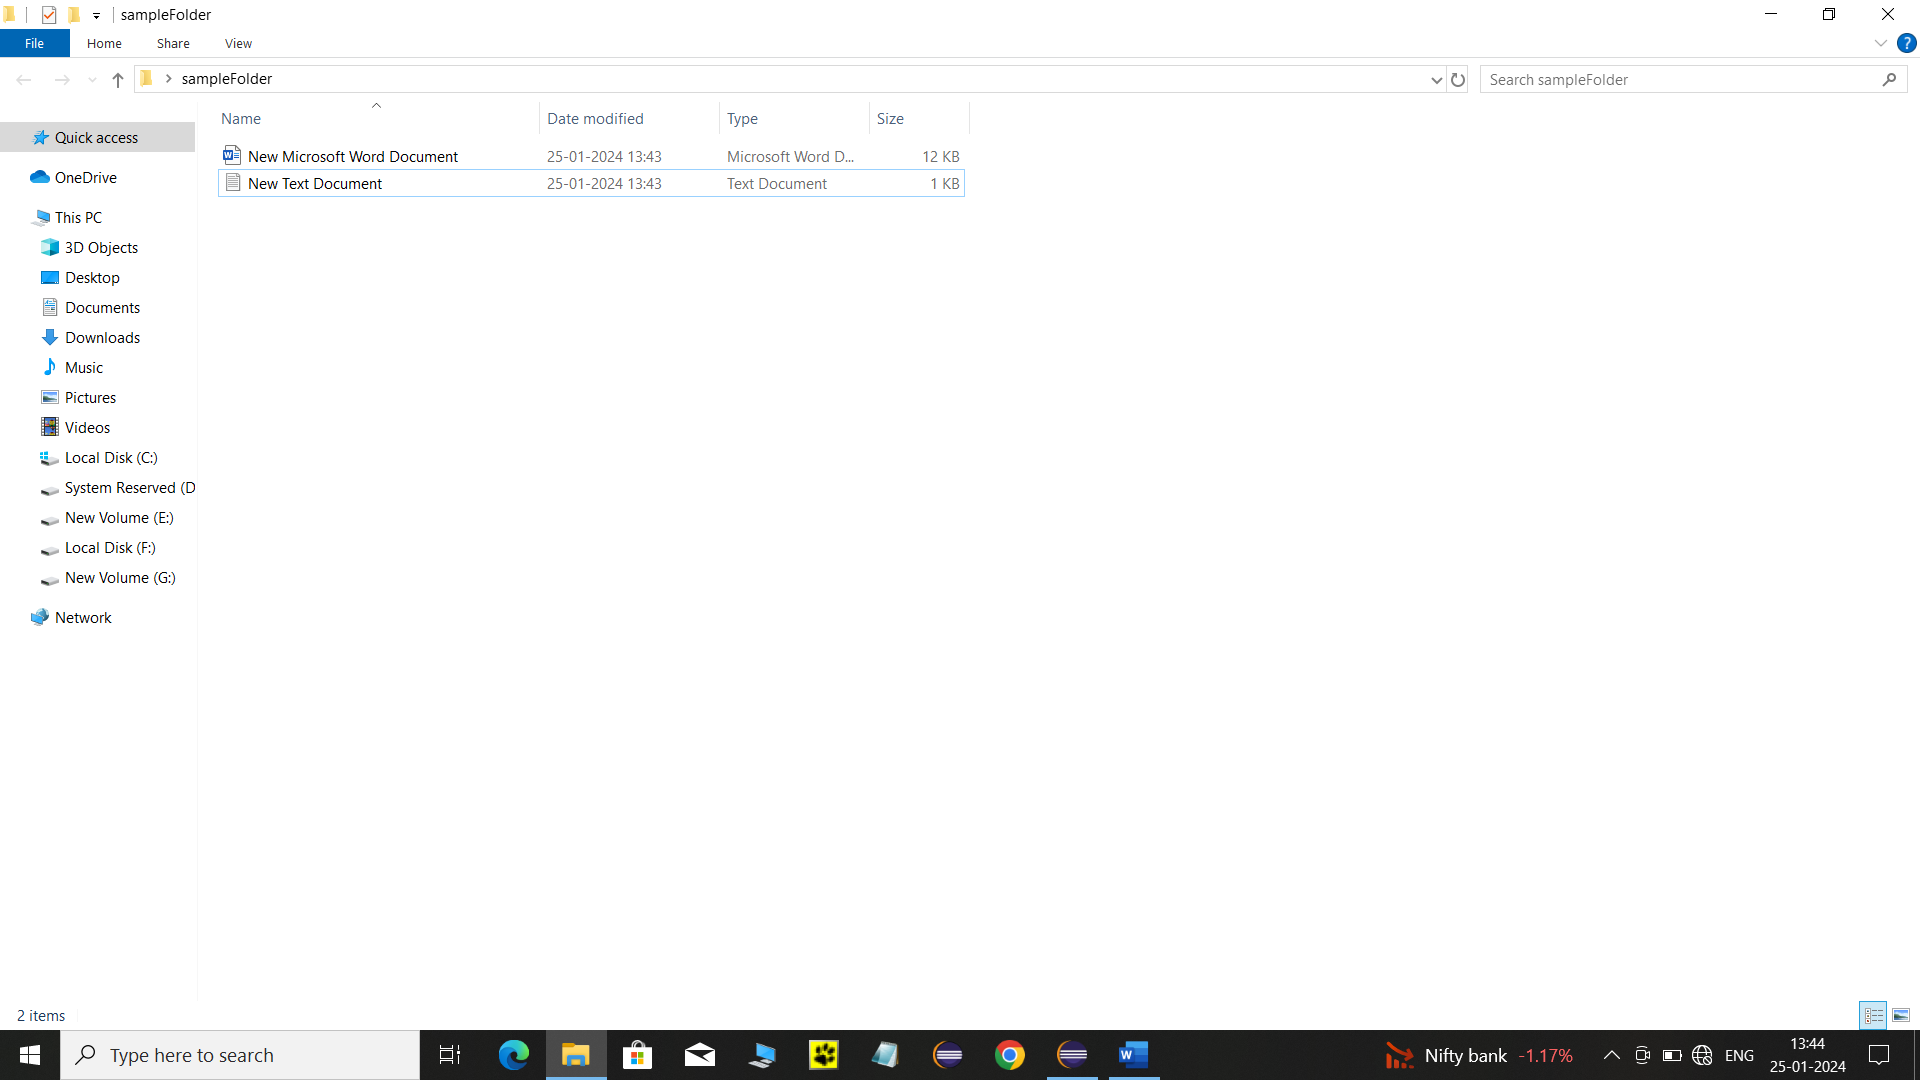 sampleFolder
File Home Share View
sampleFolder
Search sampleFolder
Name Date modified Type Size
New Microsoft Word Document 25-01-2024 13:43 Microsoft Word D... 12 KB
New Text Document 25-01-2024 13:43 Text Document 1 KB
Quick access
OneDrive
This PC
3D Objects
Desktop
Documents
Downloads
Music
Pictures
Videos
Local Disk (C:)
System Reserved (D
New Volume (E:)
Local Disk (F:)
New Volume (G:)
Network
2 items
Type here to search
Nifty bank -1.17%
ENG
13:44
25-01-2024